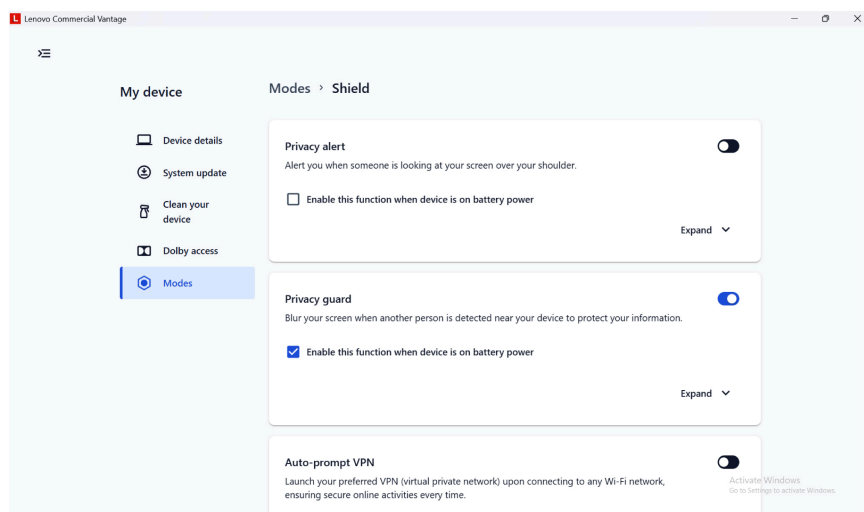 L Lenovo Commercial Vantage
My device
Device details
System update
Clean your
device
Dolby access
Modes
Modes > Shield
Privacy alert
Alert you when someone is looking at your screen over your shoulder.
Enable this function when device is on battery power
Expand
Privacy guard
Blur your screen when another person is detected near your device to protect your information.
Enable this function when device is on battery power
Expand
Auto-prompt VPN
Launch your preferred VPN (virtual private network) upon connecting to any Wi-Fi network,
ensuring secure online activities every time.
Activate Windows
Go to Settings to activate Windows.